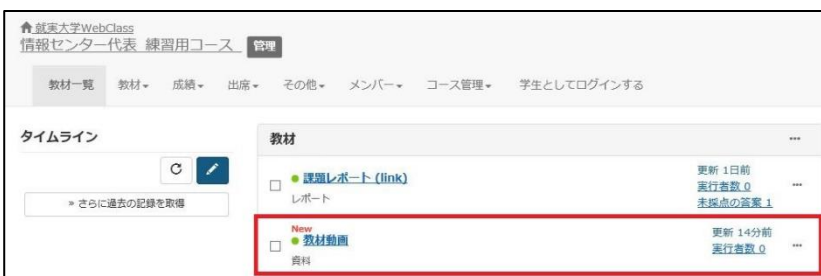 就実大学WebClass
情報センター代表 練習用コース 管理
教材一覧 教材 成績 出席 その他 メンバー コース管理 学生としてログインする
タイムライン
» さらに過去の記録を取得
教材
課題レポート (link)
レポート
更新 1日前
実行者数 0
未採点の答案 1
New
教材動画
資料
更新 14分前
実行者数 0